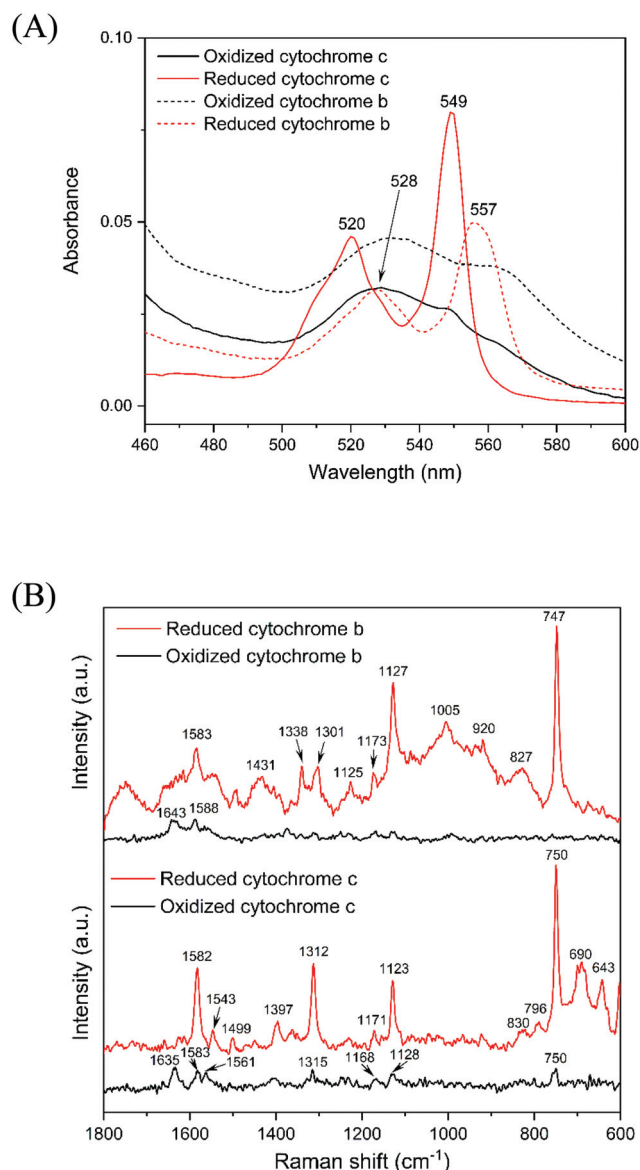 (A)
0.10
0.05
0.00
Absorbance
Oxidized cytochrome c
Reduced cytochrome c
Oxidized cytochrome b
Reduced cytochrome b
549
528
520
557
460 480 500 520 540 560 580 600
Wavelength (nm)
(B)
Intensity (a.u.)
Reduced cytochrome b
Oxidized cytochrome b
747
1127
1005
1583
1338
1301
1173
920
1431
1125
827
1643
1588
Intensity (a.u.)
Reduced cytochrome c
Oxidized cytochrome c
750
1582
1312
1543
1123
690
643
1397
1499
1171
830
796
1635
1583
1561
1315
1168
1128
750
1800 1600 1400 1200 1000 800 600
Raman shift (cm-1)